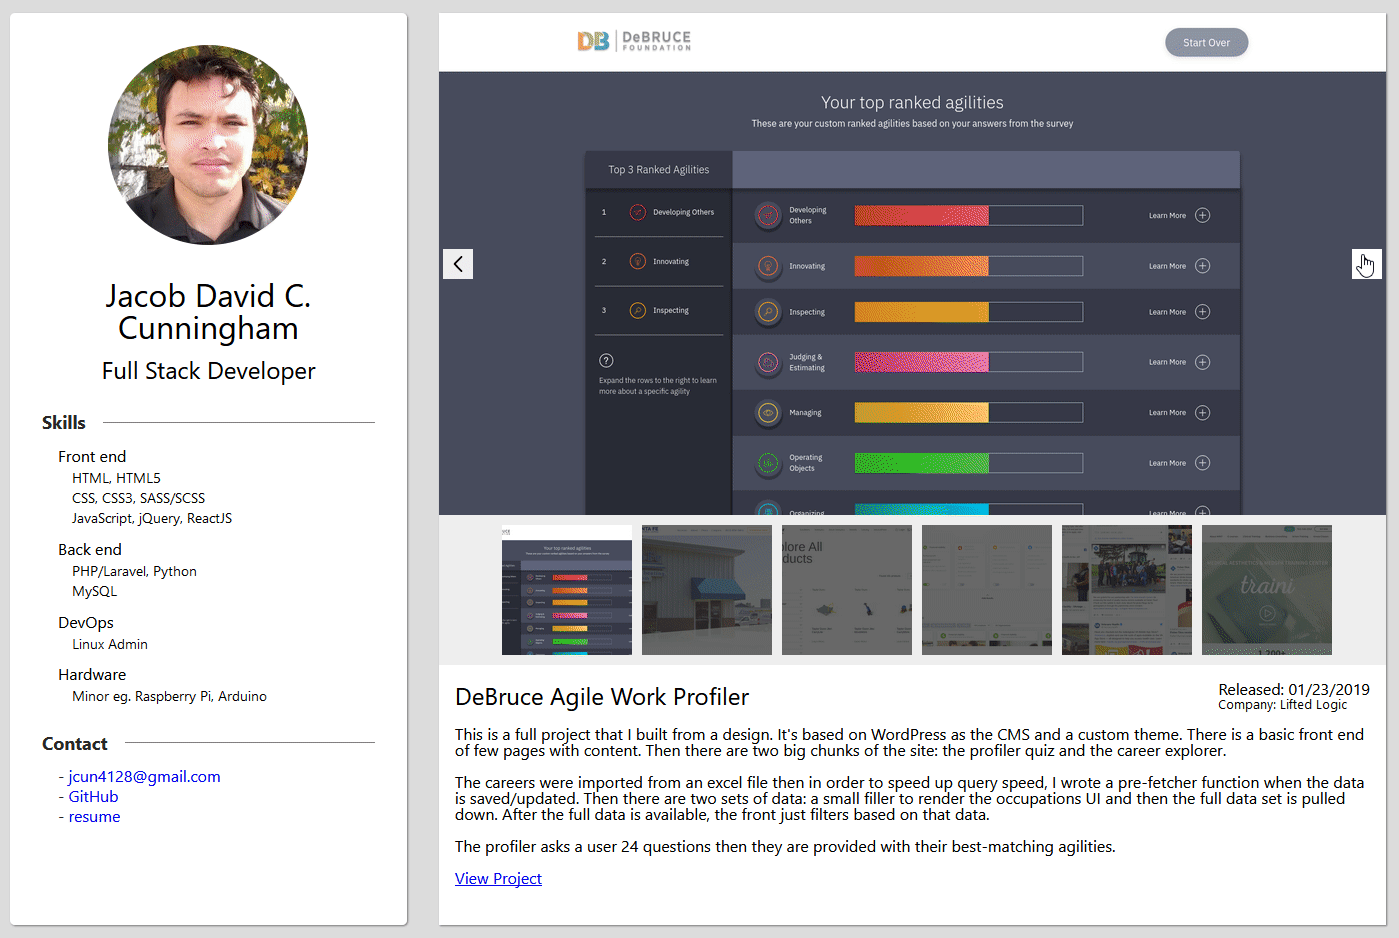 Jacob David C.
Cunningham
Full Stack Developer
Skills
Front end
HTML, HTML5
CSS, CSS3, SASS/SCSS
JavaScript, jQuery, ReactJS
Back end
PHP/Laravel, Python
MySQL
DevOps
Linux Admin
Hardware
Minor eg. Raspberry Pi, Arduino
Contact
- jcun4128@gmail.com
- GitHub
- resume
DB DeBRUCE
FOUNDATION
Start Over
Your top ranked agilities
These are your custom ranked agilities based on your answers from the survey
Top 3 Ranked Agilities
1 Developing Others
2 Innovating
3 Inspecting
?
Expand the rows to the right to learn
more about a specific agility
Developing
Others
Learn More
Innovating
Learn More
Inspecting
Learn More
Judging &
Estimating
Learn More
Managing
Learn More
Operating
Objects
Learn More
Organizing
Learn More
Your top ranked agilities
plore All
ducts
traini
1,200+
DeBruce Agile Work Profiler
Released: 01/23/2019
Company: Lifted Logic
This is a full project that I built from a design. It's based on WordPress as the CMS and a custom theme. There is a basic front end
of few pages with content. Then there are two big chunks of the site: the profiler quiz and the career explorer.
The careers were imported from an excel file then in order to speed up query speed, I wrote a pre-fetcher function when the data
is saved/updated. Then there are two sets of data: a small filler to render the occupations UI and then the full data set is pulled
down. After the full data is available, the front just filters based on that data.
The profiler asks a user 24 questions then they are provided with their best-matching agilities.
View Project